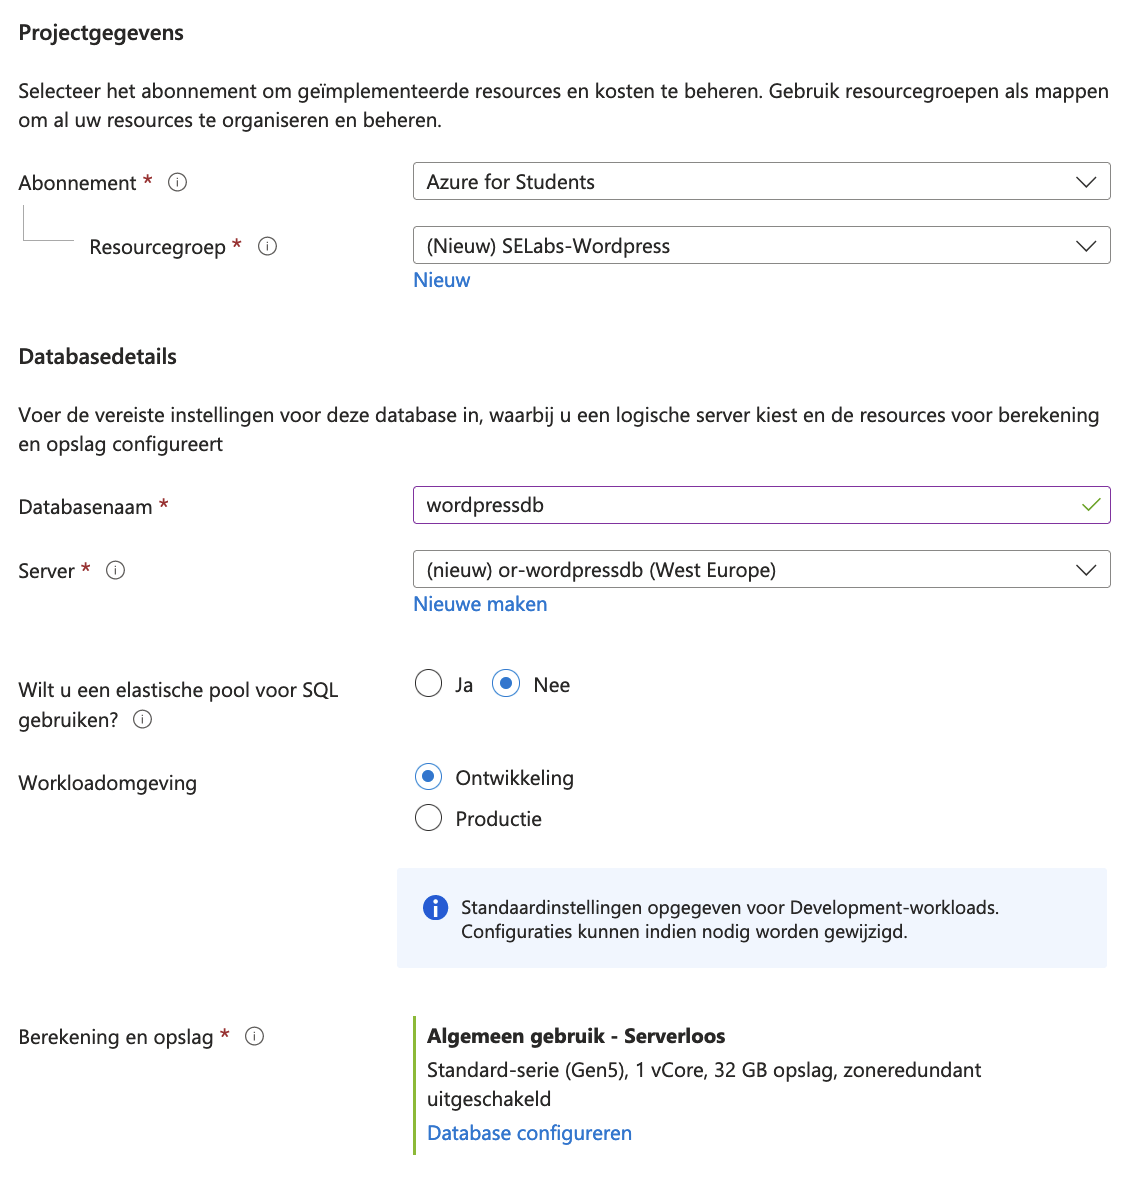 Projectgegevens
Selecteer het abonnement om geïmplementeerde resources en kosten te beheren. Gebruik resourcegroepen als mappen
om al uw resources te organiseren en beheren.
Abonnement *
Azure for Students
Resourcegroep *
(Nieuw) SELabs-Wordpress
Nieuw
Databasedetails
Voer de vereiste instellingen voor deze database in, waarbij u een logische server kiest en de resources voor berekening
en opslag configureert
Databasenaam *
wordpressdb
Server *
(nieuw) or-wordpressdb (West Europe)
Nieuwe maken
Wilt u een elastische pool voor SQL
gebruiken?
Ja Nee
Workloadomgeving
Ontwikkeling
Productie
Standaardinstellingen opgegeven voor Development-workloads.
Configuraties kunnen indien nodig worden gewijzigd.
Berekening en opslag *
Algemeen gebruik - Serverloos
Standard-serie (Gen5), 1 vCore, 32 GB opslag, zoneredundant
uitgeschakeld
Database configureren